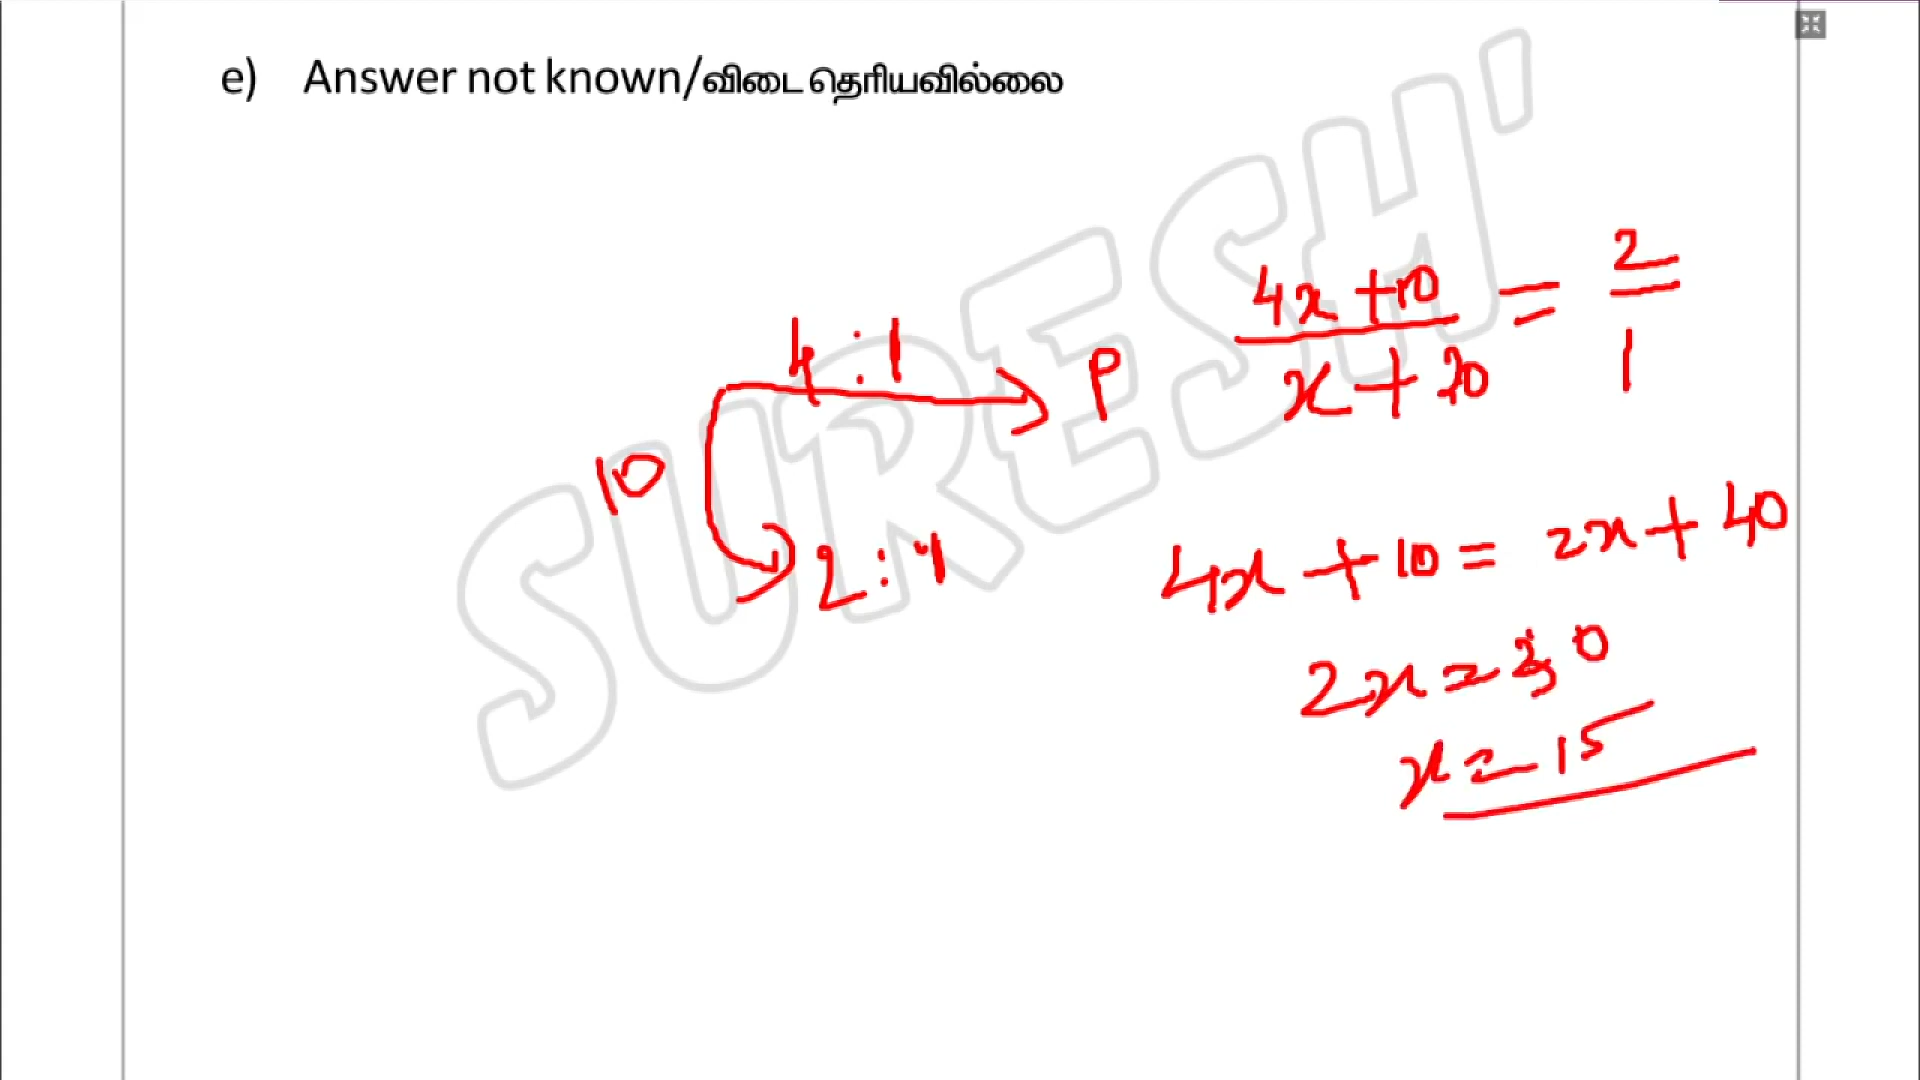 e) Answer not known/விடை தெரியவில்லை
SURESH'
4 : 1
P
10
2 : 1
4x + 10 = 2
x + 20 1
4x + 10 = 2x + 40
2x = 30
x = 15